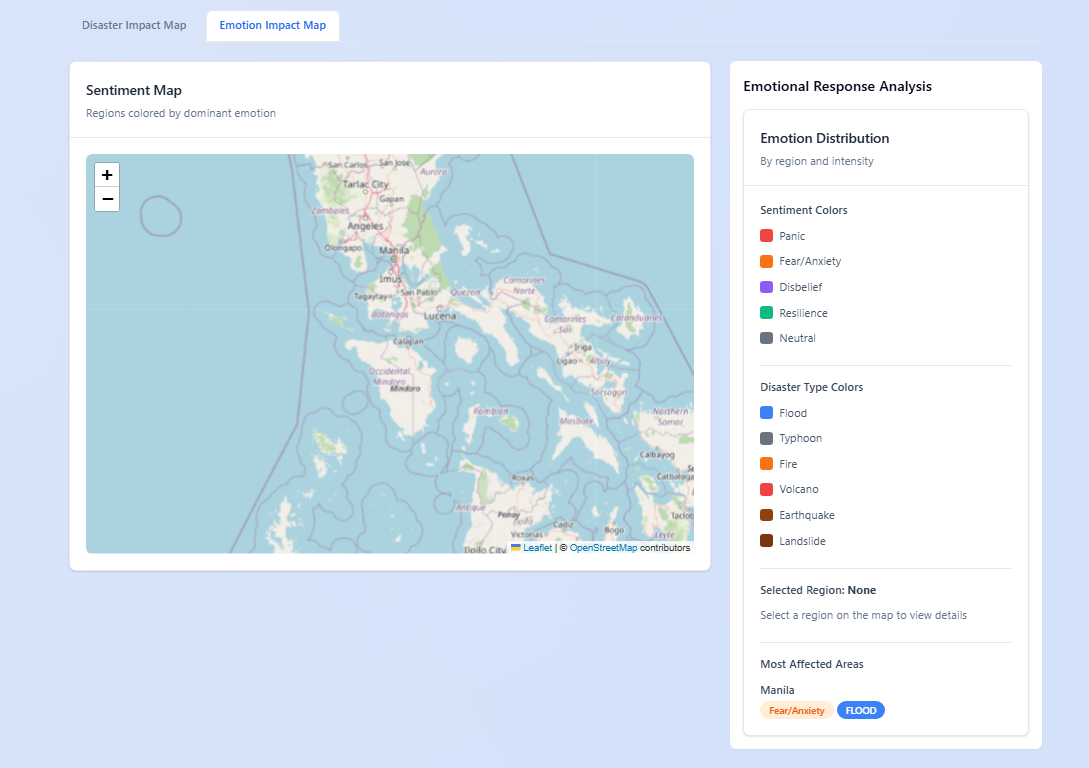 Disaster Impact Map
Emotion Impact Map
Sentiment Map
Regions colored by dominant emotion
+
−
San Carlos
San Jose
Aurora
Tarlac City
Gapan
Zambales
Angeles
Olongapo
Manila
Imus
Tagaytay
San Pablo
Quezon
Camarines
Norte
Batangas
Lucena
Camarines
Sur
Catanduanes
Calapan
Iriga
Ligao
Albay
Occidental
Mindoro
Mindoro
Sorsogon
Romblon
Masbate
Northern
Samar
Calbayog
Roxas
Catbaloga
Antique
Panay
Iloilo
Cadiz
Bogo
Taclob
Victorias
Leyte
Iloilo City
Leaflet | © OpenStreetMap contributors
Emotional Response Analysis
Emotion Distribution
By region and intensity
Sentiment Colors
Panic
Fear/Anxiety
Disbelief
Resilience
Neutral
Disaster Type Colors
Flood
Typhoon
Fire
Volcano
Earthquake
Landslide
Selected Region: None
Select a region on the map to view details
Most Affected Areas
Manila
Fear/Anxiety FLOOD